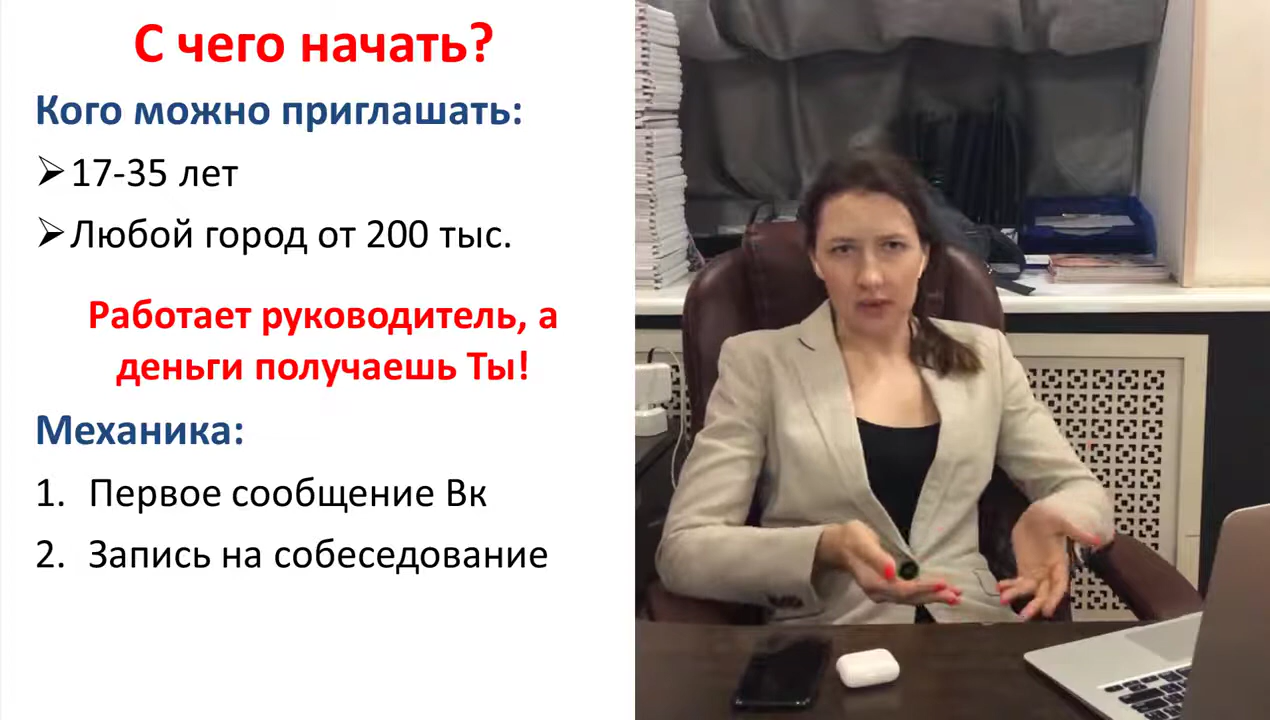 С чего начать?
Кого можно приглашать:
17-35 лет
Любой город от 200 тыс.
Работает руководитель, а
деньги получаешь Ты!
Механика:
1. Первое сообщение Вк
2. Запись на собеседование